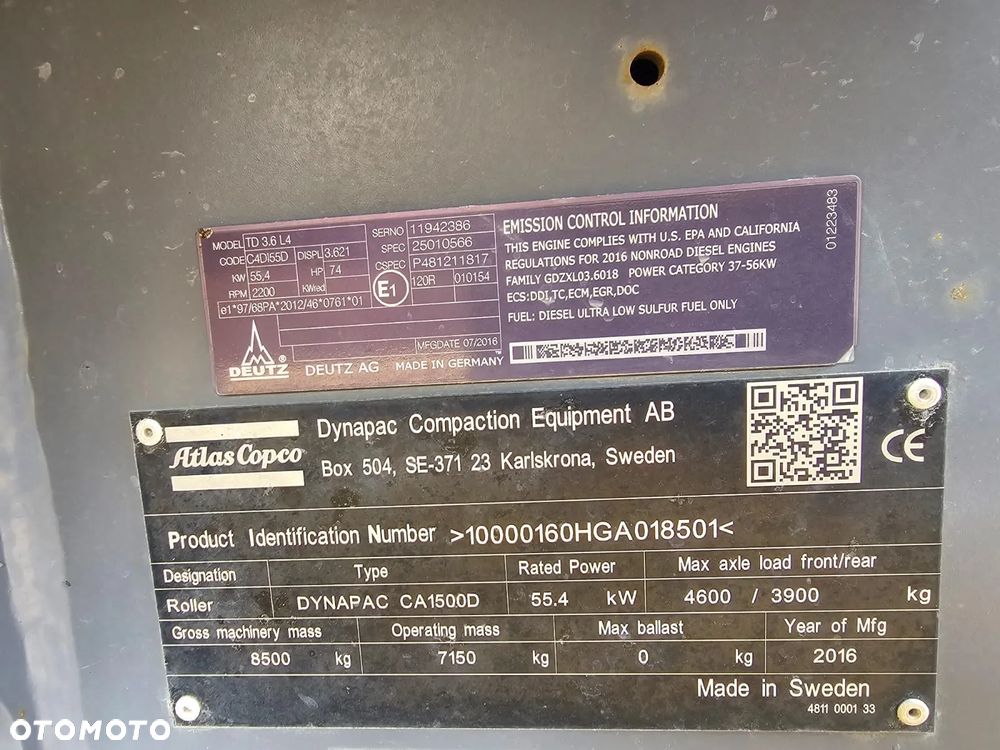 MODEL TD 3.6 L4
CODE C4DI55D DISPL 3.621
KW 55,4 HP 74
RPM 2200 KWred
e1*97/68PA*2012/46*0761*01
SERNO 11942386
SPEC 25010566
CSPEC P481211817
E1 120R 010154
MFGDATE 07/2016
DEUTZ ® DEUTZ AG MADE IN GERMANY
EMISSION CONTROL INFORMATION
THIS ENGINE COMPLIES WITH U.S. EPA AND CALIFORNIA
REGULATIONS FOR 2016 NONROAD DIESEL ENGINES
FAMILY GDZXL03.6018 POWER CATEGORY 37-56KW
ECS:DDI,TC,ECM,EGR,DOC
FUEL: DIESEL ULTRA LOW SULFUR FUEL ONLY
01223483
Atlas Copco
Dynapac Compaction Equipment AB
Box 504, SE-371 23 Karlskrona, Sweden
CE
Product Identification Number >10000160HGA018501<
Designation Type Rated Power Max axle load front/rear
Roller DYNAPAC CA1500D 55.4 kW 4600 / 3900 kg
Gross machinery mass Operating mass Max ballast Year of Mfg
8500 kg 7150 kg 0 kg 2016
Made in Sweden
4811 0001 33
OTOMOTO